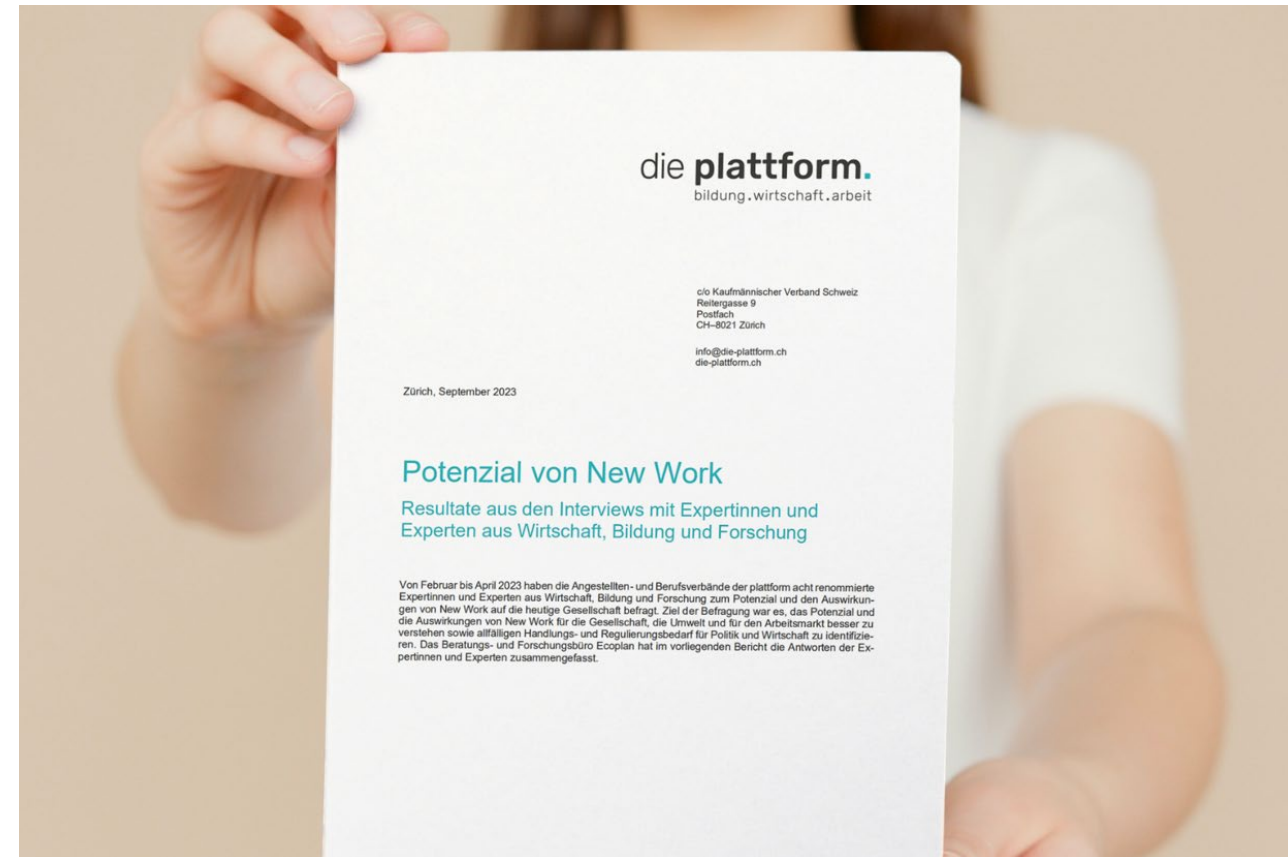 die plattform.
bildung.wirtschaft.arbeit
c/o Kaufmännischer Verband Schweiz
Reitergasse 9
Postfach
CH–8021 Zürich
info@die-plattform.ch
die-plattform.ch
Zürich, September 2023
Potenzial von New Work
Resultate aus den Interviews mit Expertinnen und
Experten aus Wirtschaft, Bildung und Forschung
Von Februar bis April 2023 haben die Angestellten- und Berufsverbände der plattform acht renommierte
Expertinnen und Experten aus Wirtschaft, Bildung und Forschung zum Potenzial und den Auswirkun-
gen von New Work auf die heutige Gesellschaft befragt. Ziel der Befragung war es, das Potenzial und
die Auswirkungen von New Work für die Gesellschaft, die Umwelt und für den Arbeitsmarkt besser zu
verstehen sowie allfälligen Handlungs- und Regulierungsbedarf für Politik und Wirtschaft zu identifizie-
ren. Das Beratungs- und Forschungsbüro Ecoplan hat im vorliegenden Bericht die Antworten der Ex-
pertinnen und Experten zusammengefasst.